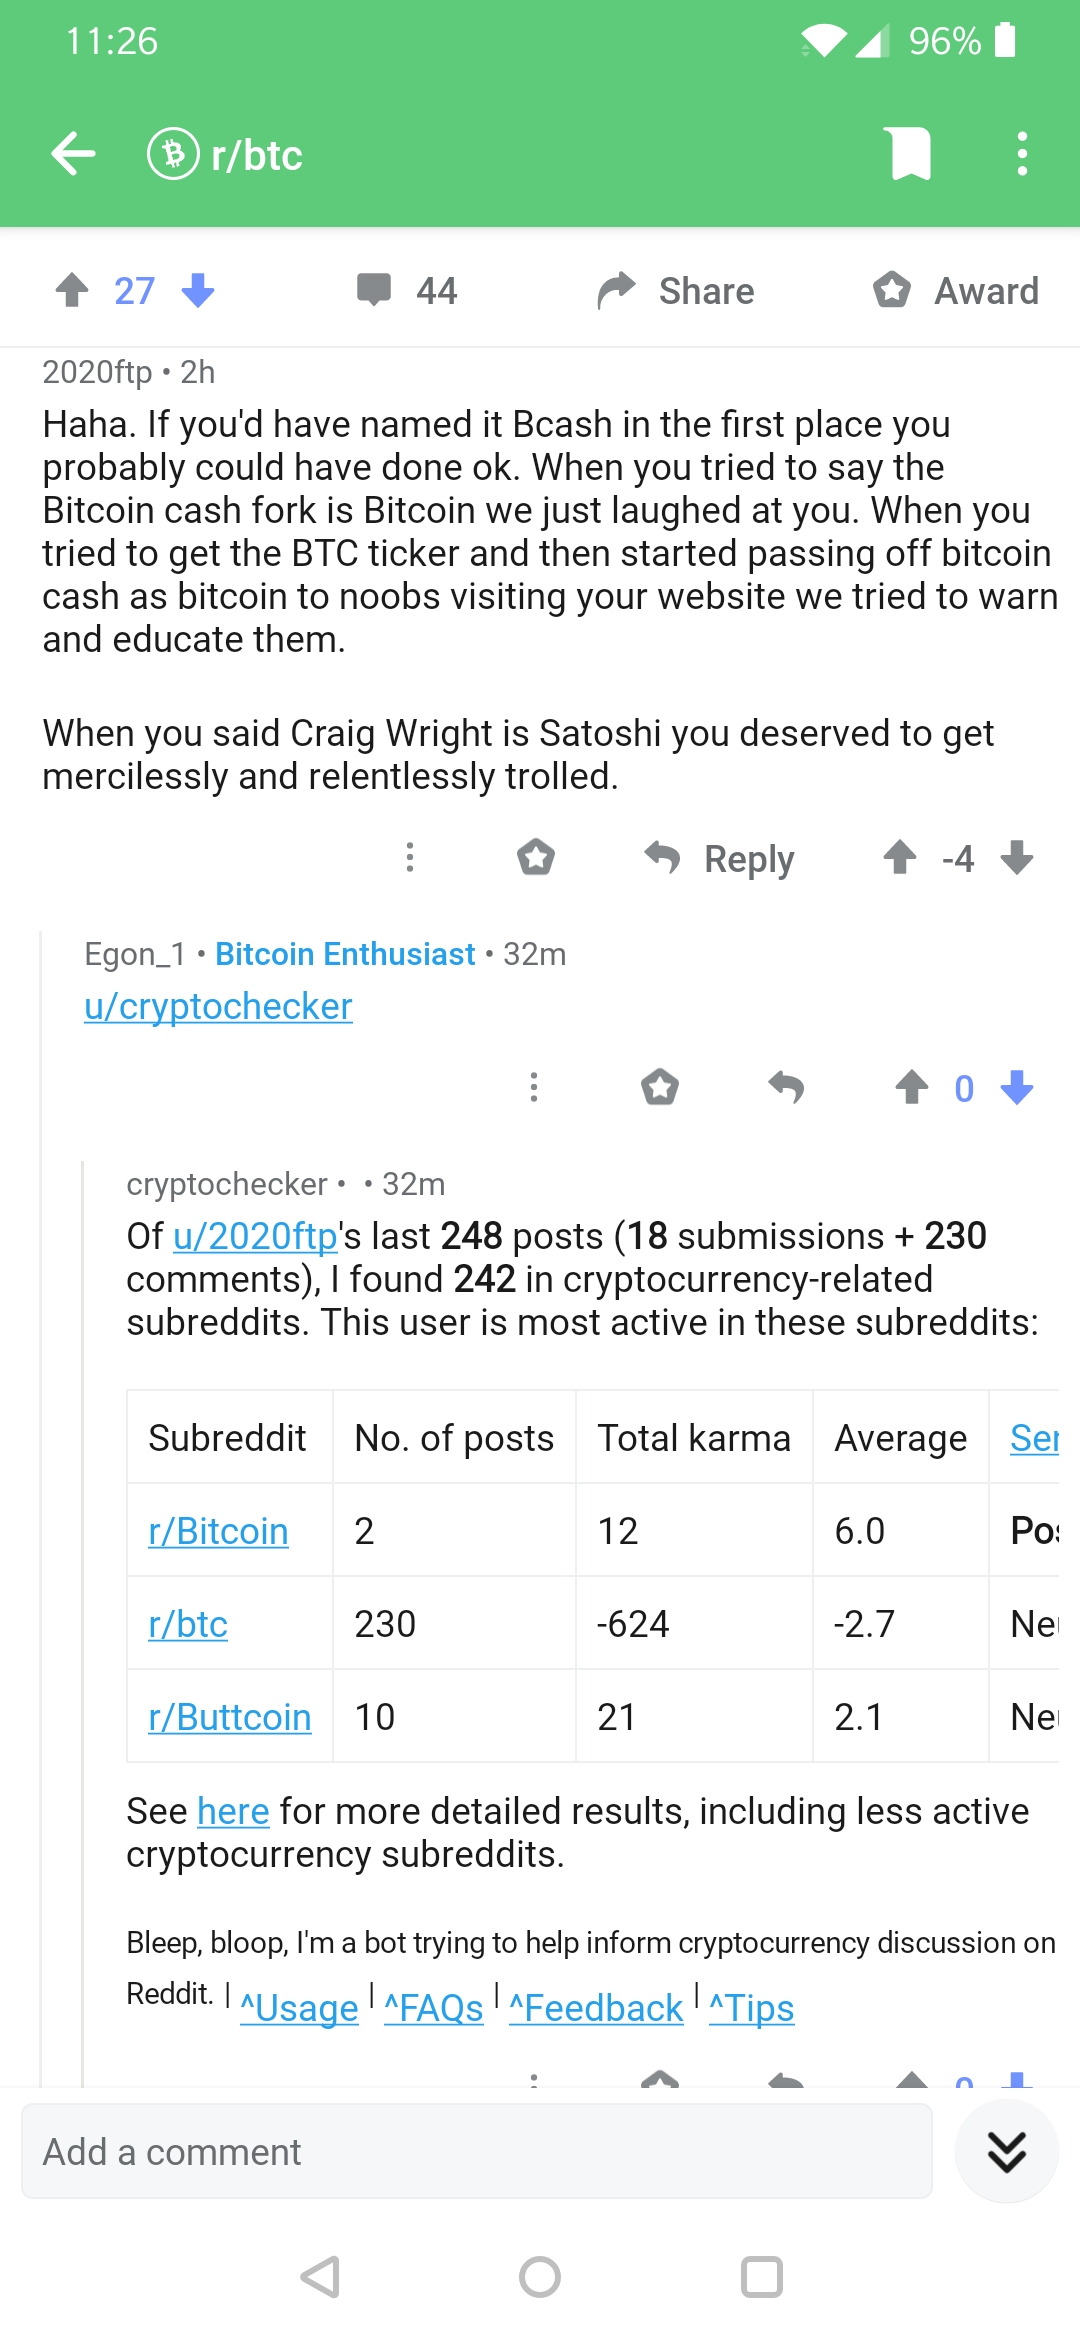 11:26 96%
r/btc
27 44 Share Award
2020ftp • 2h
Haha. If you'd have named it Bcash in the first place you
probably could have done ok. When you tried to say the
Bitcoin cash fork is Bitcoin we just laughed at you. When you
tried to get the BTC ticker and then started passing off bitcoin
cash as bitcoin to noobs visiting your website we tried to warn
and educate them.
When you said Craig Wright is Satoshi you deserved to get
mercilessly and relentlessly trolled.
Reply -4
Egon_1 • Bitcoin Enthusiast • 32m
u/cryptochecker
0
cryptochecker • • 32m
Of u/2020ftp's last 248 posts (18 submissions + 230
comments), I found 242 in cryptocurrency-related
subreddits. This user is most active in these subreddits:
Subreddit No. of posts Total karma Average
r/Bitcoin 2 12 6.0 Pos
r/btc 230 -624 -2.7
r/Buttcoin 10 21 2.1
See here for more detailed results, including less active
cryptocurrency subreddits.
Bleep, bloop, I'm a bot trying to help inform cryptocurrency discussion on
Reddit. | ^Usage | ^FAQs | ^Feedback | ^Tips
Add a comment